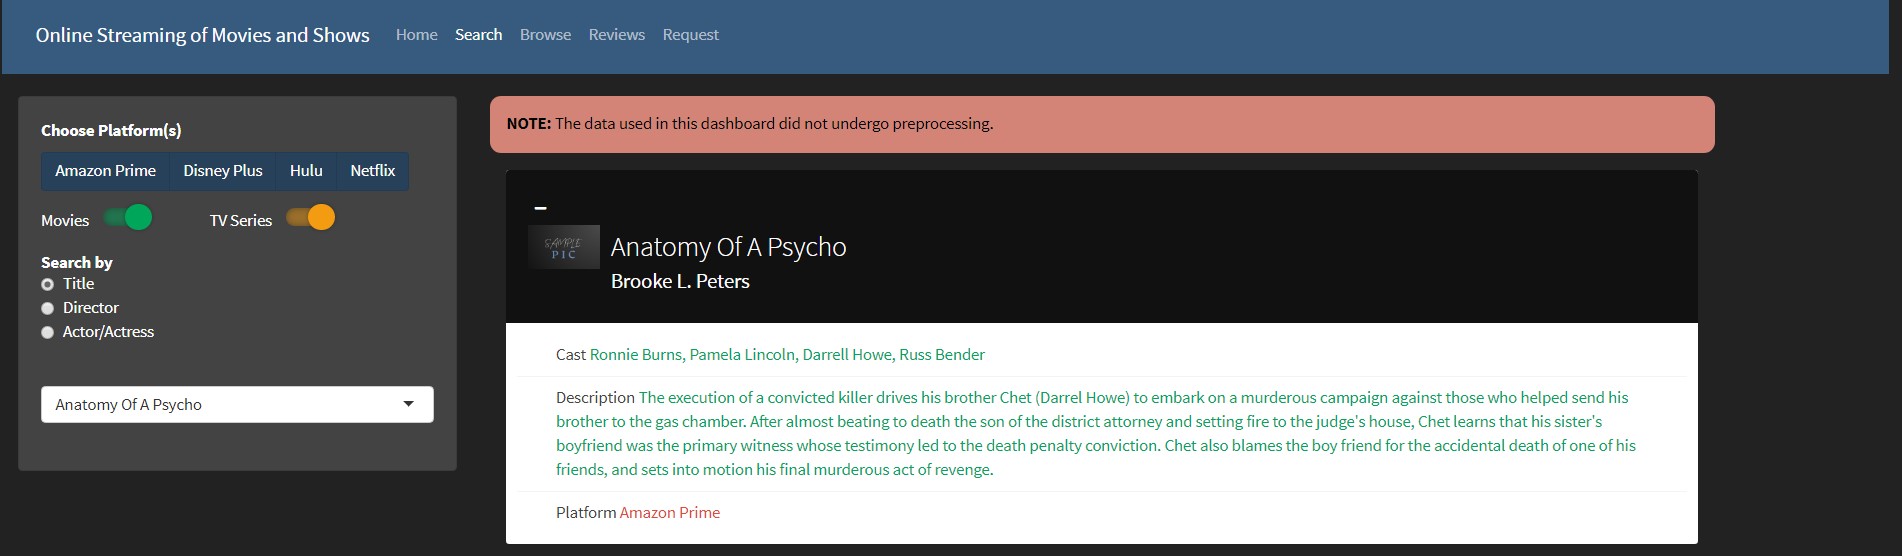 Online Streaming of Movies and Shows Home Search Browse Reviews Request
Choose Platform(s)
Amazon Prime Disney Plus Hulu Netflix
Movies TV Series
Search by
Title
Director
Actor/Actress
Anatomy Of A Psycho
NOTE: The data used in this dashboard did not undergo preprocessing.
SAMPLE
PIC
Anatomy Of A Psycho
Brooke L. Peters
Cast Ronnie Burns, Pamela Lincoln, Darrell Howe, Russ Bender
Description The execution of a convicted killer drives his brother Chet (Darrel Howe) to embark on a murderous campaign against those who helped send his
brother to the gas chamber. After almost beating to death the son of the district attorney and setting fire to the judge's house, Chet learns that his sister's
boyfriend was the primary witness whose testimony led to the death penalty conviction. Chet also blames the boy friend for the accidental death of one of his
friends, and sets into motion his final murderous act of revenge.
Platform Amazon Prime